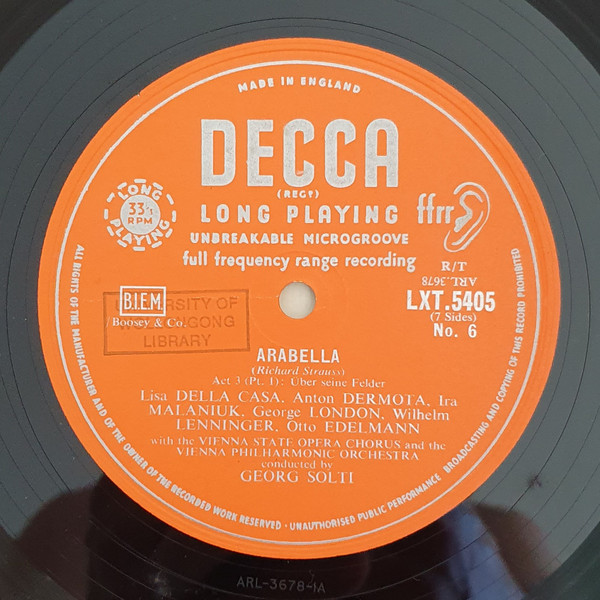 MADE IN ENGLAND
DECCA
(REGD)
LONG PLAYING
UNBREAKABLE MICROGROOVE
full frequency range recording
LONG
33⅓
RPM
PLAYING
ffrr
R/T
ARL.3678
LXT.5405
(7 Sides)
No. 6
B.I.E.M.
Boosey & Co.
UNIVERSITY OF
WOLLONGONG
LIBRARY
ARABELLA
(Richard Strauss)
Act 3 (Pt. 1): Über seine Felder
Lisa DELLA CASA, Anton DERMOTA, Ira
MALANIUK, George LONDON, Wilhelm
LENNINGER, Otto EDELMANN
with the VIENNA STATE OPERA CHORUS and the
VIENNA PHILHARMONIC ORCHESTRA
conducted by
GEORG SOLTI
ALL RIGHTS OF THE MANUFACTURER AND OF THE OWNER OF THE RECORDED WORK RESERVED · UNAUTHORISED PUBLIC PERFORMANCE BROADCASTING AND COPYING OF THIS RECORD PROHIBITED
ARL-3678-1A